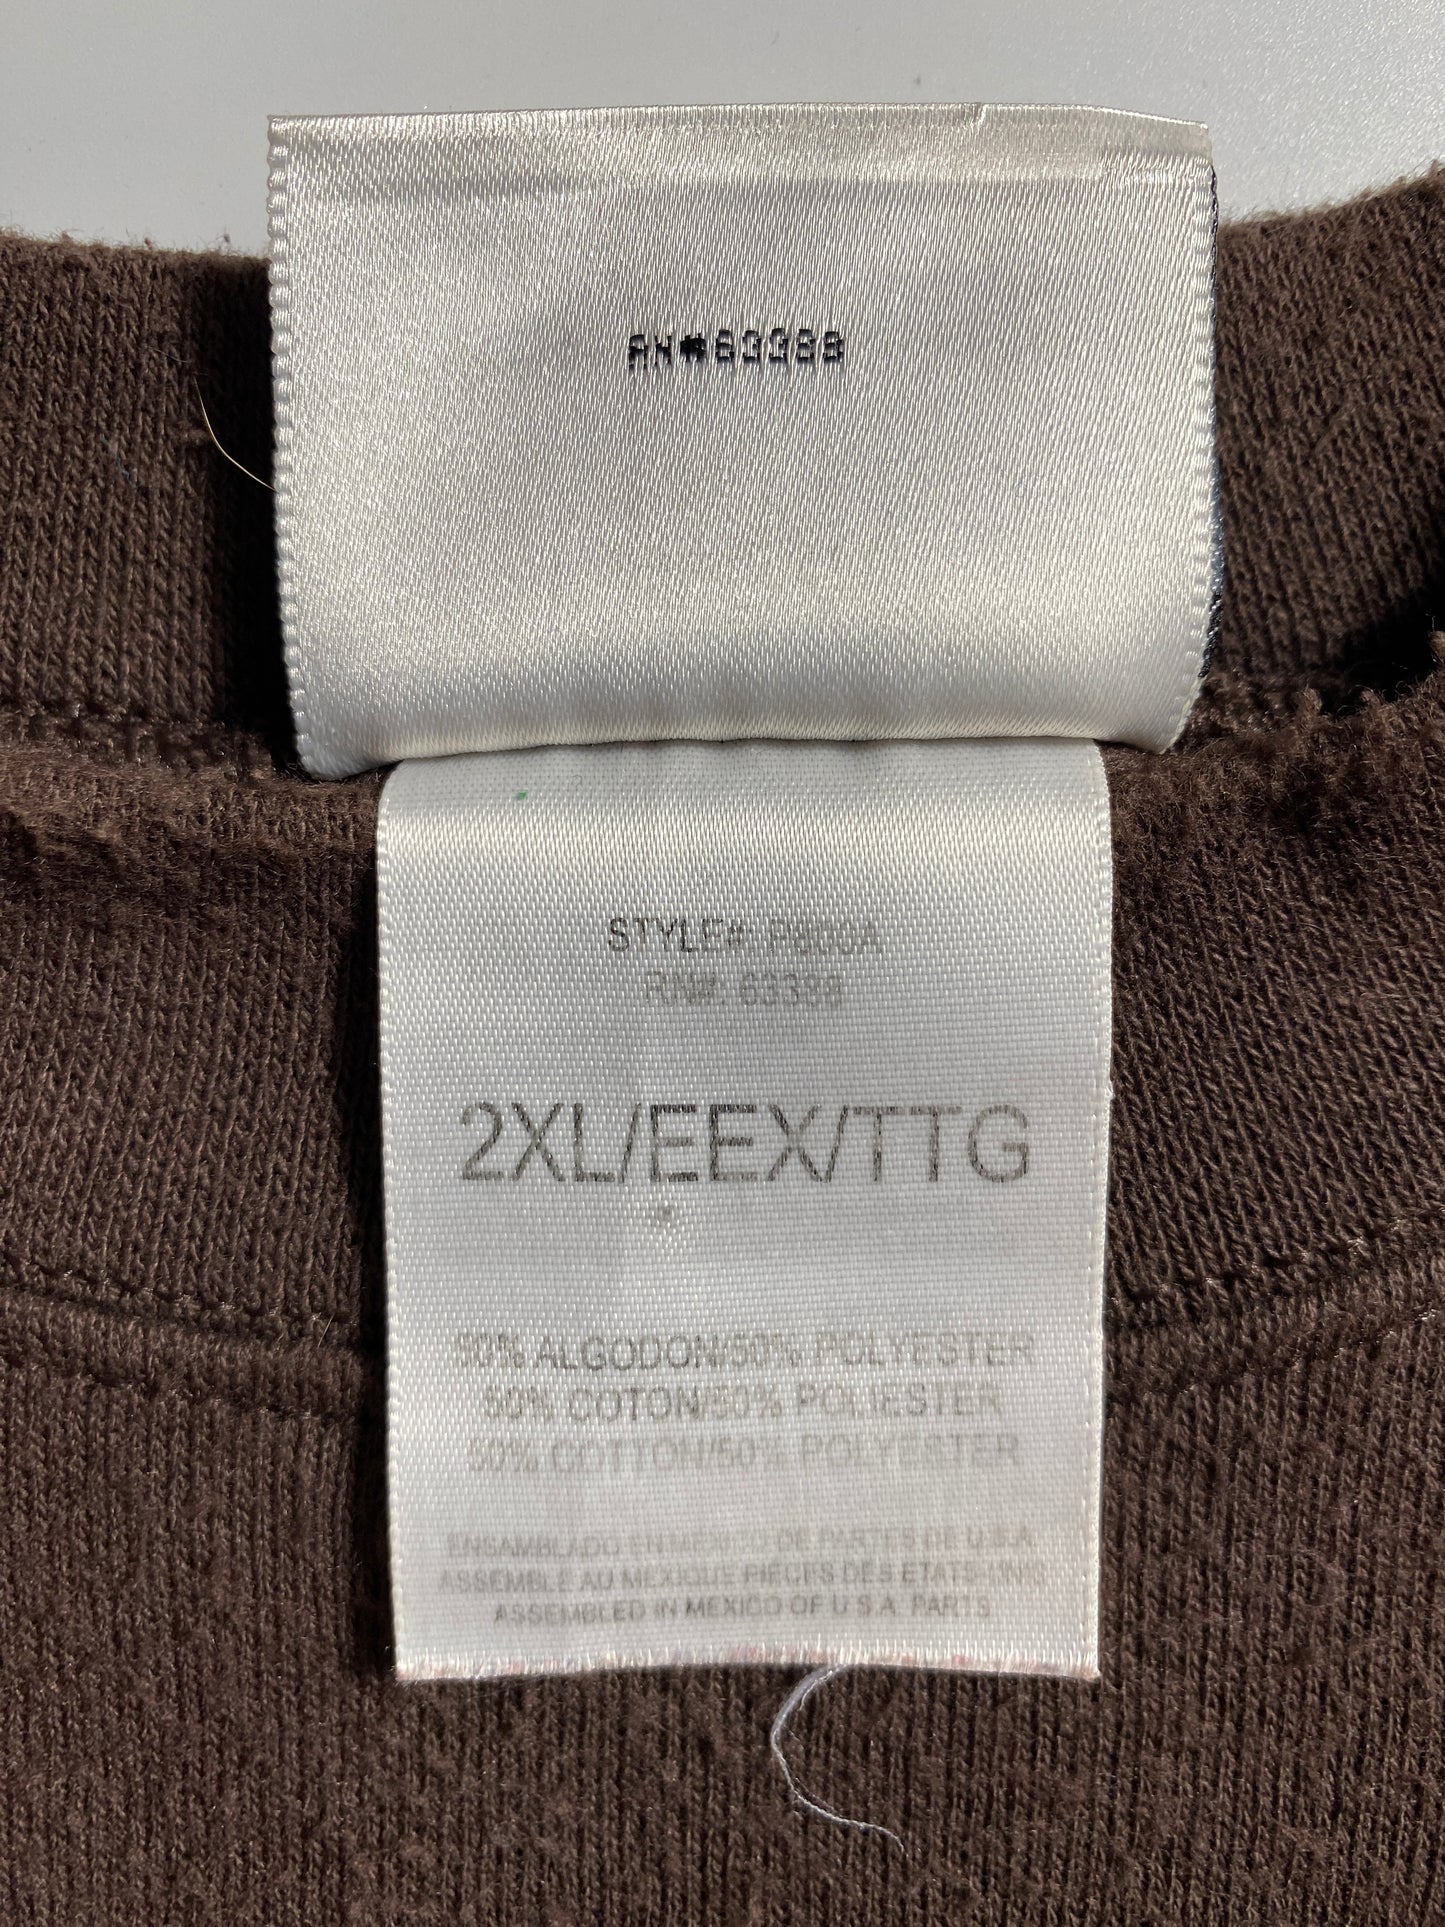 RN#63388
STYLE#: P800A
RN#: 63388
2XL/EEX/TTG
*
50% ALGODON/50% POLYESTER
50% COTON/50% POLIESTER
50% COTTON/50% POLYESTER
ENSAMBLADO EN MEXICO DE PARTES DE U.S.A.
ASSEMBLE AU MEXIQUE PIECES DES ETATS-UNIS
ASSEMBLED IN MEXICO OF U.S.A. PARTS